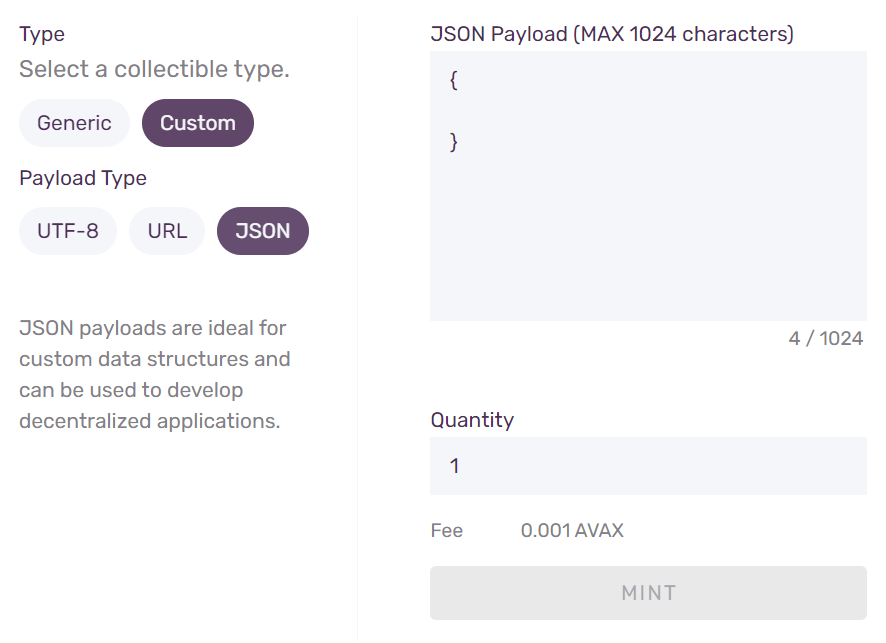 Type
Select a collectible type.
Generic Custom
Payload Type
UTF-8 URL JSON
JSON payloads are ideal for
custom data structures and
can be used to develop
decentralized applications.
JSON Payload (MAX 1024 characters)
{
}
4 / 1024
Quantity
1
Fee 0.001 AVAX
MINT